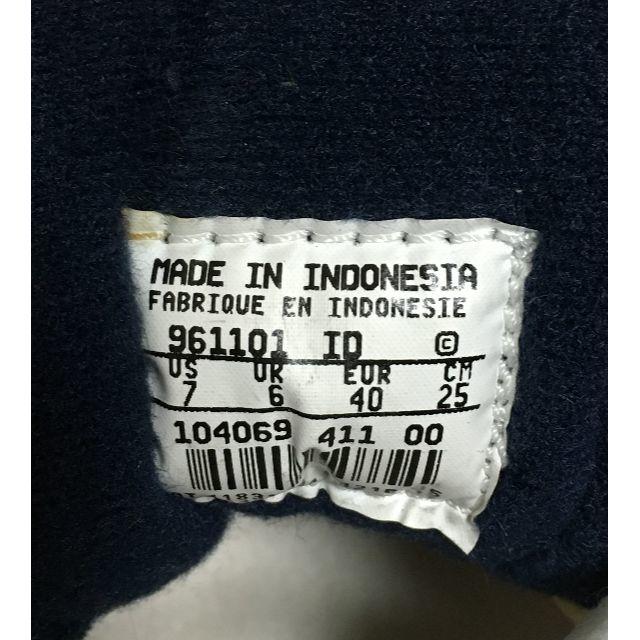 MADE IN INDONESIA
FABRIQUE EN INDONESIE
961101 ID ©
US UK EUR CM
7 6 40 25
104069 411 00